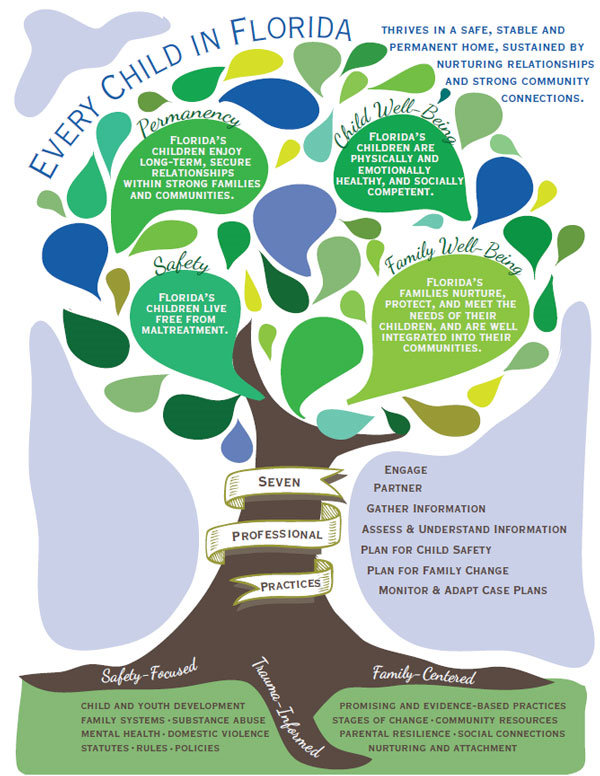 EVERY CHILD IN FLORIDA
THRIVES IN A SAFE, STABLE AND
PERMANENT HOME, SUSTAINED BY
NURTURING RELATIONSHIPS
AND STRONG COMMUNITY
CONNECTIONS.
Permanency
FLORIDA'S
CHILDREN ENJOY
LONG-TERM, SECURE
RELATIONSHIPS
WITHIN STRONG FAMILIES
AND COMMUNITIES.
Child Well-Being
FLORIDA'S
CHILDREN ARE
PHYSICALLY AND
EMOTIONALLY
HEALTHY, AND SOCIALLY
COMPETENT.
Safety
FLORIDA'S
CHILDREN LIVE
FREE FROM
MALTREATMENT.
Family Well-Being
FLORIDA'S
FAMILIES NURTURE,
PROTECT, AND MEET THE
NEEDS OF THEIR
CHILDREN, AND ARE WELL
INTEGRATED INTO THEIR
COMMUNITIES.
SEVEN
PROFESSIONAL
PRACTICES
ENGAGE
PARTNER
GATHER INFORMATION
ASSESS & UNDERSTAND INFORMATION
PLAN FOR CHILD SAFETY
PLAN FOR FAMILY CHANGE
MONITOR & ADAPT CASE PLANS
Safety-Focused
Trauma-Informed
Family-Centered
CHILD AND YOUTH DEVELOPMENT
FAMILY SYSTEMS · SUBSTANCE ABUSE
MENTAL HEALTH · DOMESTIC VIOLENCE
STATUTES · RULES · POLICIES
PROMISING AND EVIDENCE-BASED PRACTICES
STAGES OF CHANGE · COMMUNITY RESOURCES
PARENTAL RESILIENCE · SOCIAL CONNECTIONS
NURTURING AND ATTACHMENT